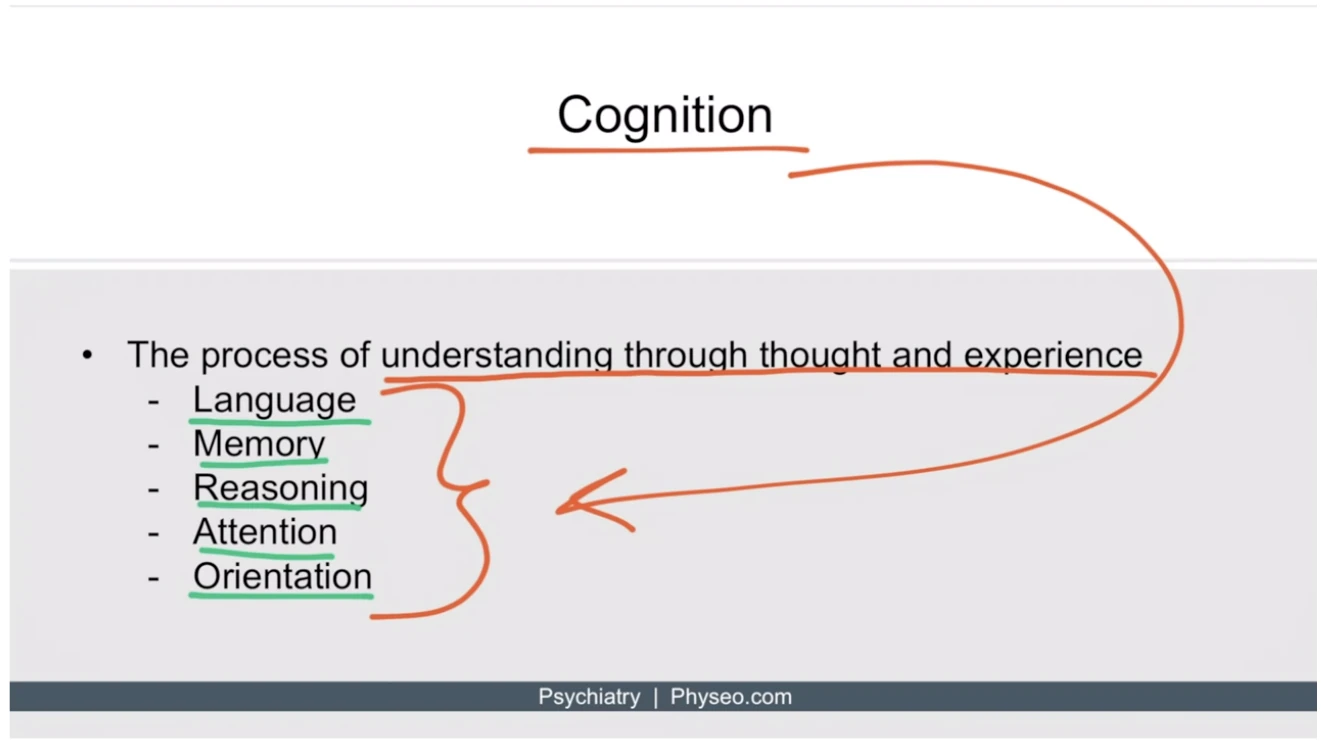 Cognition
• The process of understanding through thought and experience
- Language
- Memory
- Reasoning
- Attention
- Orientation
Psychiatry | Physeo.com